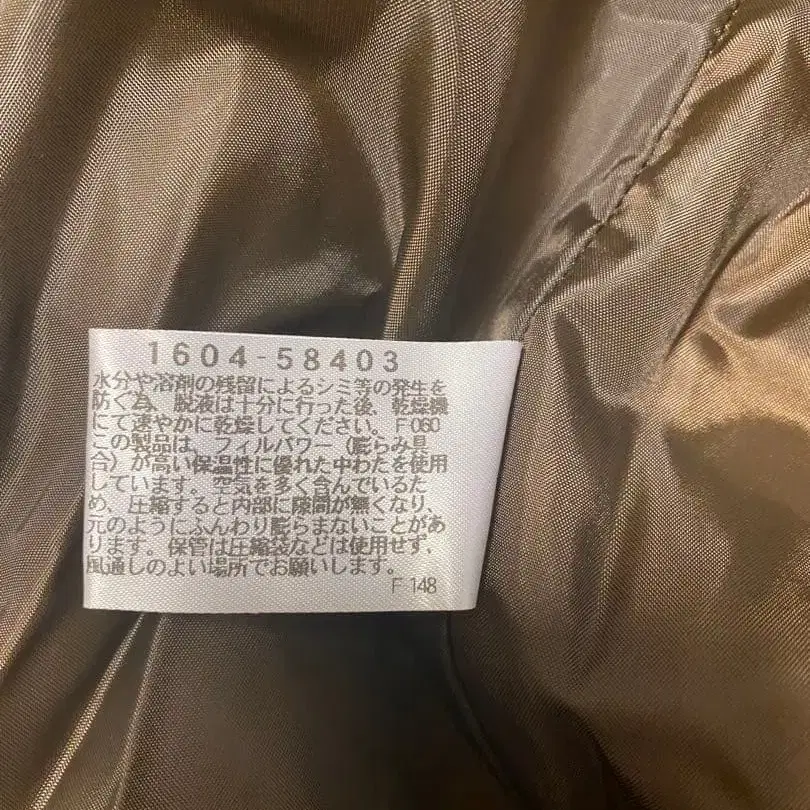 1604-58403
水分や溶剤の残留によるシミ等の発生を
防ぐ為、脱液は十分に行った後、乾燥機
にて速やかに乾燥してください。F060
この製品は、フィルパワー（膨らみ具
合）が高い保温性に優れた中わたを使用
しています。空気を多く含んでいるた
め、圧縮すると内部に隙間が無くなり、
元のようにふんわり膨らまないことがあ
ります。保管は圧縮袋などは使用せず、
風通しのよい場所でお願いします。
F 148